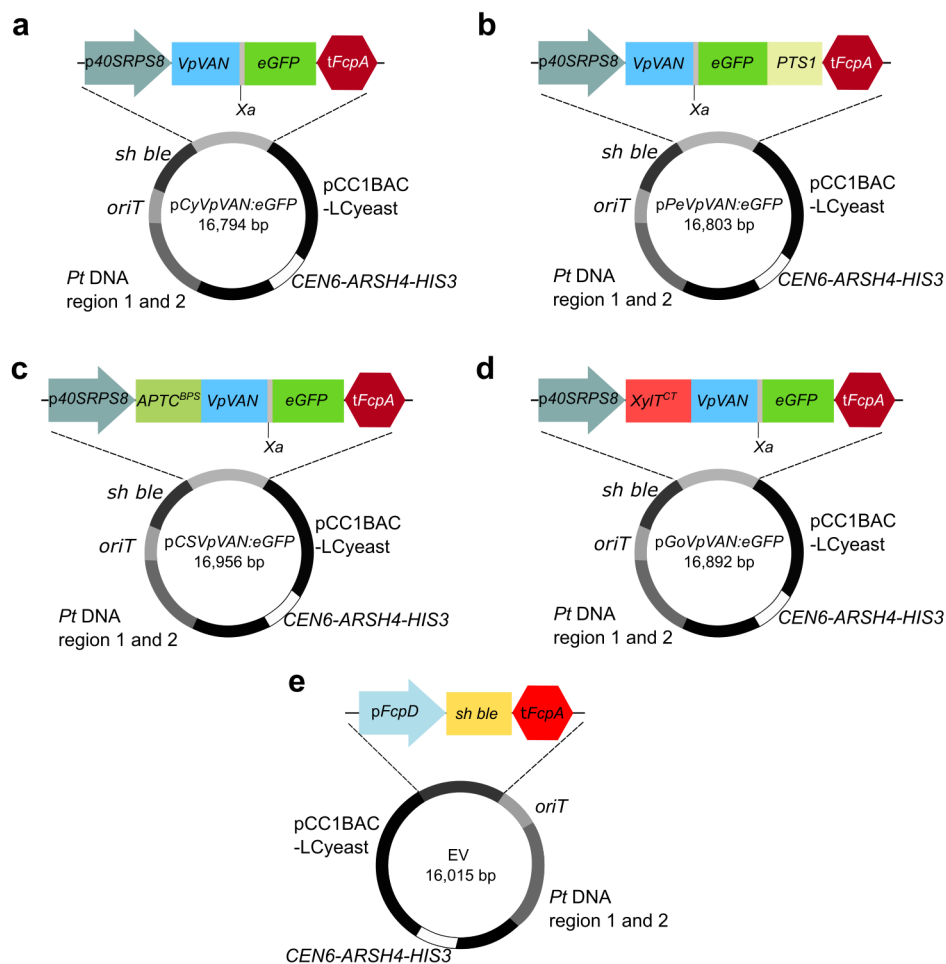 a
p40SRPS8 VpVAN eGFP tFcpA
Xa
sh ble
oriT
pCyVpVAN:eGFP
16,794 bp
pCC1BAC
-LCyeast
Pt DNA
region 1 and 2
CEN6-ARSH4-HIS3
b
p40SRPS8 VpVAN eGFP PTS1 tFcpA
Xa
sh ble
oriT
pPeVpVAN:eGFP
16,803 bp
pCC1BAC
-LCyeast
Pt DNA
region 1 and 2
CEN6-ARSH4-HIS3
c
p40SRPS8 APTC^BPS VpVAN eGFP tFcpA
Xa
sh ble
oriT
pCSVpVAN:eGFP
16,956 bp
pCC1BAC
-LCyeast
Pt DNA
region 1 and 2
CEN6-ARSH4-HIS3
d
p40SRPS8 XylT^CT VpVAN eGFP tFcpA
Xa
sh ble
oriT
pGoVpVAN:eGFP
16,892 bp
pCC1BAC
-LCyeast
Pt DNA
region 1 and 2
CEN6-ARSH4-HIS3
e
pFcpD sh ble tFcpA
oriT
pCC1BAC
-LCyeast
EV
16,015 bp
Pt DNA
region 1 and 2
CEN6-ARSH4-HIS3